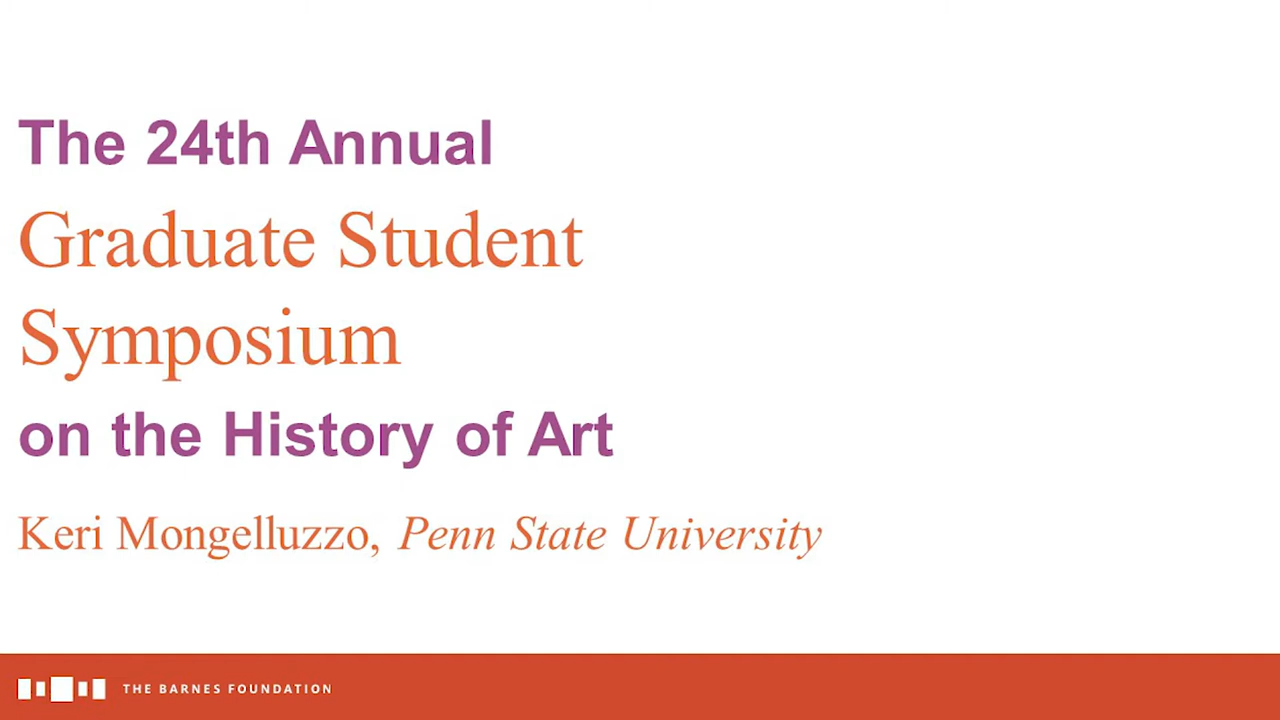 The 24th Annual
Graduate Student
Symposium
on the History of Art
Keri Mongelluzzo, Penn State University
THE BARNES FOUNDATION